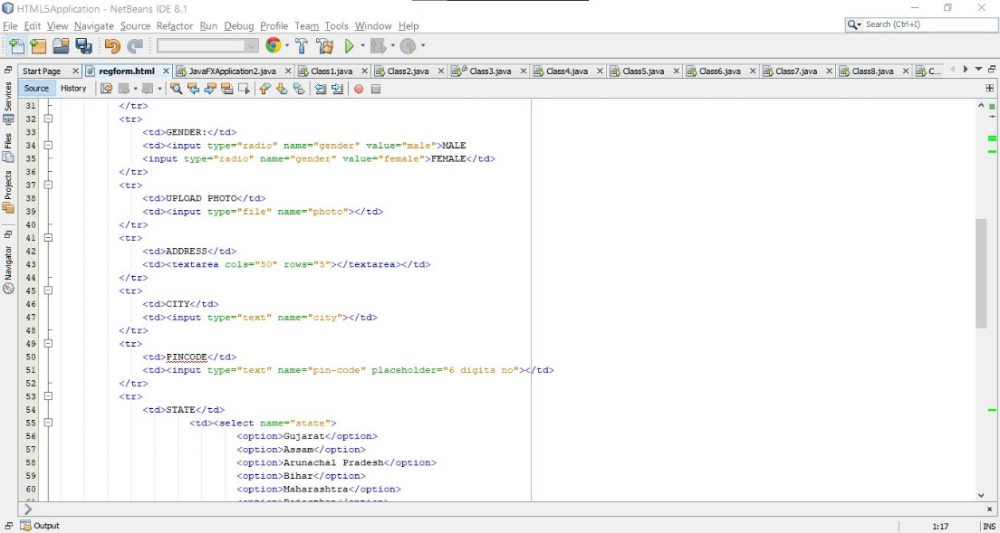 HTML5Application - NetBeans IDE 8.1
File Edit View Navigate Source Refactor Run Debug Profile Team Tools Window Help
Search (Ctrl+I)
Start Page regform.html JavaFXApplication2.java Class1.java Class2.java Class3.java Class4.java Class5.java Class6.java Class7.java Class8.java C...
Source History
Services
Files
Projects
Navigator
31 </tr>
32 <tr>
33 <td>GENDER:</td>
34 <td><input type="radio" name="gender" value="male">MALE
35 <input type="radio" name="gender" value="female">FEMALE</td>
36 </tr>
37 <tr>
38 <td>UPLOAD PHOTO</td>
39 <td><input type="file" name="photo"></td>
40 </tr>
41 <tr>
42 <td>ADDRESS</td>
43 <td><textarea cols="50" rows="5"></textarea></td>
44 </tr>
45 <tr>
46 <td>CITY</td>
47 <td><input type="text" name="city"></td>
48 </tr>
49 <tr>
50 <td>PINCODE</td>
51 <td><input type="text" name="pin-code" placeholder="6 digits no"></td>
52 </tr>
53 <tr>
54 <td>STATE</td>
55 <td><select name="state">
56 <option>Gujarat</option>
57 <option>Assam</option>
58 <option>Arunachal Pradesh</option>
59 <option>Bihar</option>
60 <option>Maharashtra</option>
Output
1:17 INS